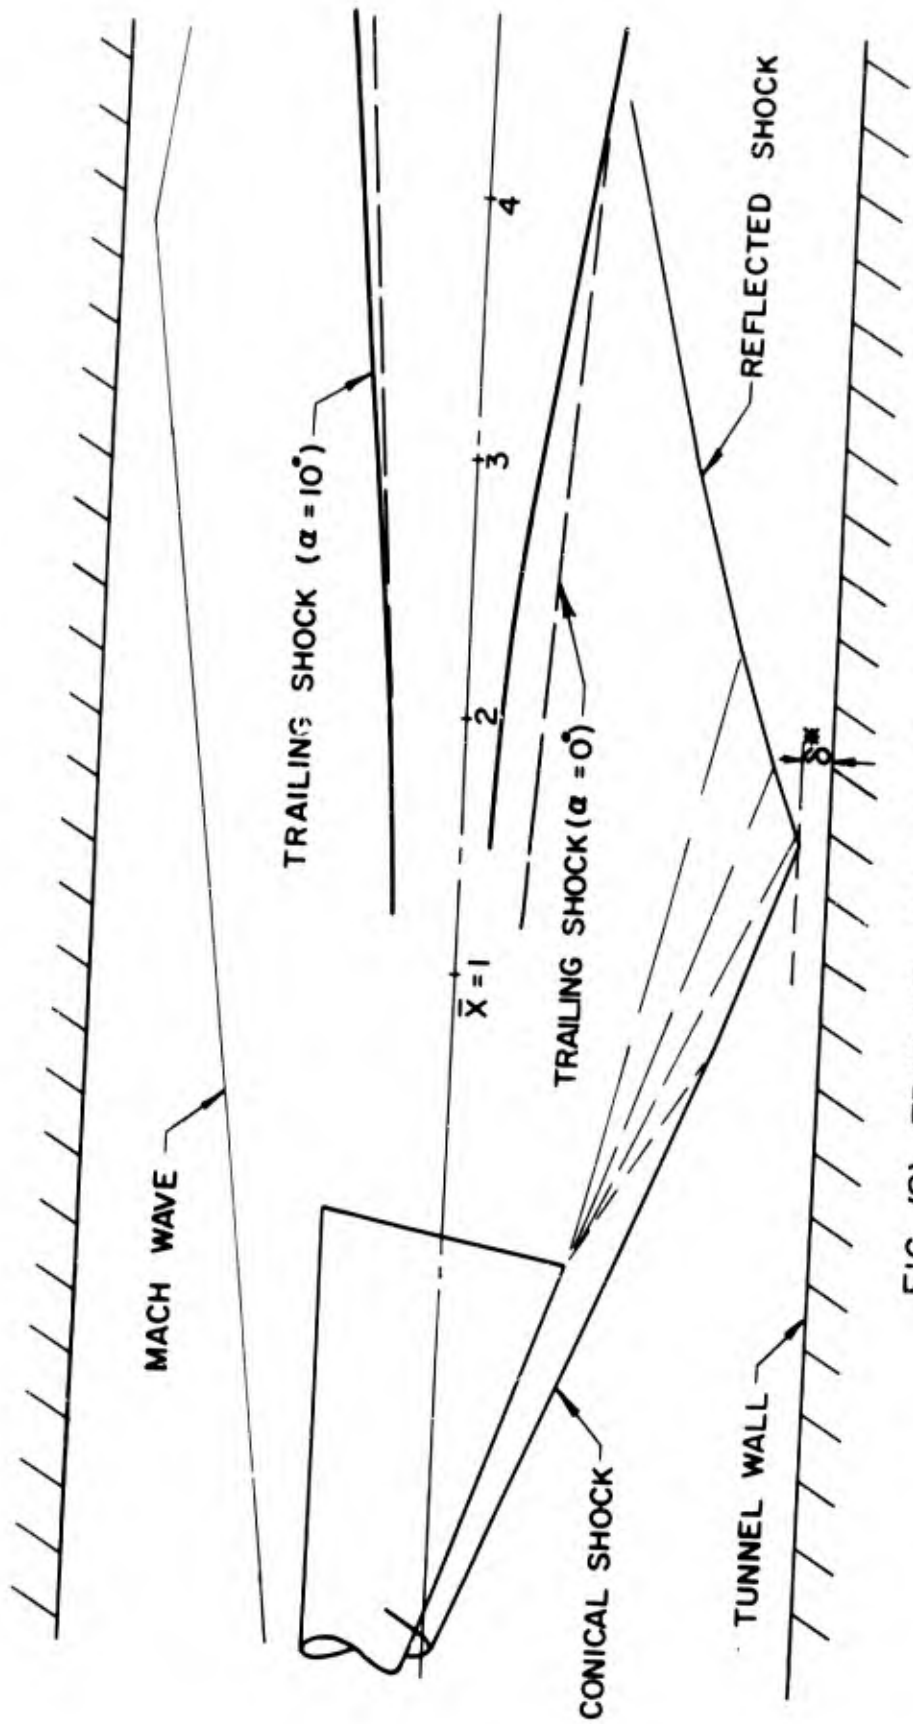 MACH WAVE
TRAILING SHOCK (α = 10°)
X̄ = 1
2
3
4
TRAILING SHOCK (α = 0°)
δ*
REFLECTED SHOCK
CONICAL SHOCK
TUNNEL WALL